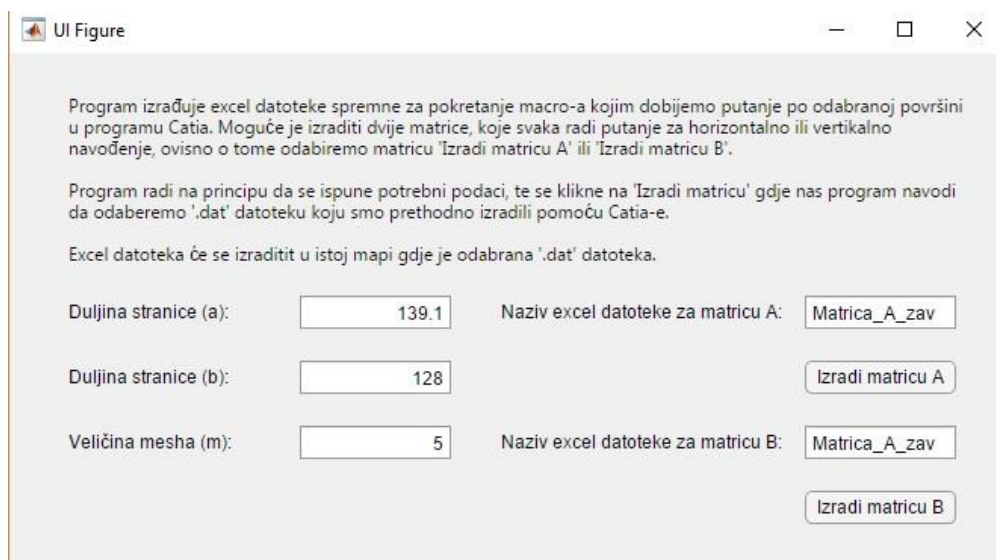 UI Figure
Program izrađuje excel datoteke spremne za pokretanje macro-a kojim dobijemo putanje po odabranoj površini
u programu Catia. Moguće je izraditi dvije matrice, koje svaka radi putanje za horizontalno ili vertikalno
navođenje, ovisno o tome odabiremo matricu 'Izradi matricu A' ili 'Izradi matricu B'.
Program radi na principu da se ispune potrebni podaci, te se klikne na 'Izradi matricu' gdje nas program navodi
da odaberemo '.dat' datoteku koju smo prethodno izradili pomoću Catia-e.
Excel datoteka će se izraditit u istoj mapi gdje je odabrana '.dat' datoteka.
Duljina stranice (a): 139.1 Naziv excel datoteke za matricu A: Matrica_A_zav
Duljina stranice (b): 128 Izradi matricu A
Veličina mesha (m): 5 Naziv excel datoteke za matricu B: Matrica_A_zav
Izradi matricu B